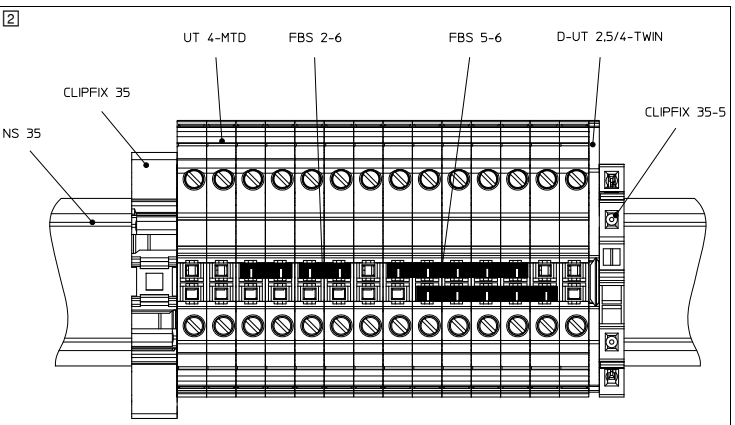 2
UT 4-MTD
FBS 2-6
FBS 5-6
D-UT 2,5/4-TWIN
CLIPFIX 35
CLIPFIX 35-5
NS 35